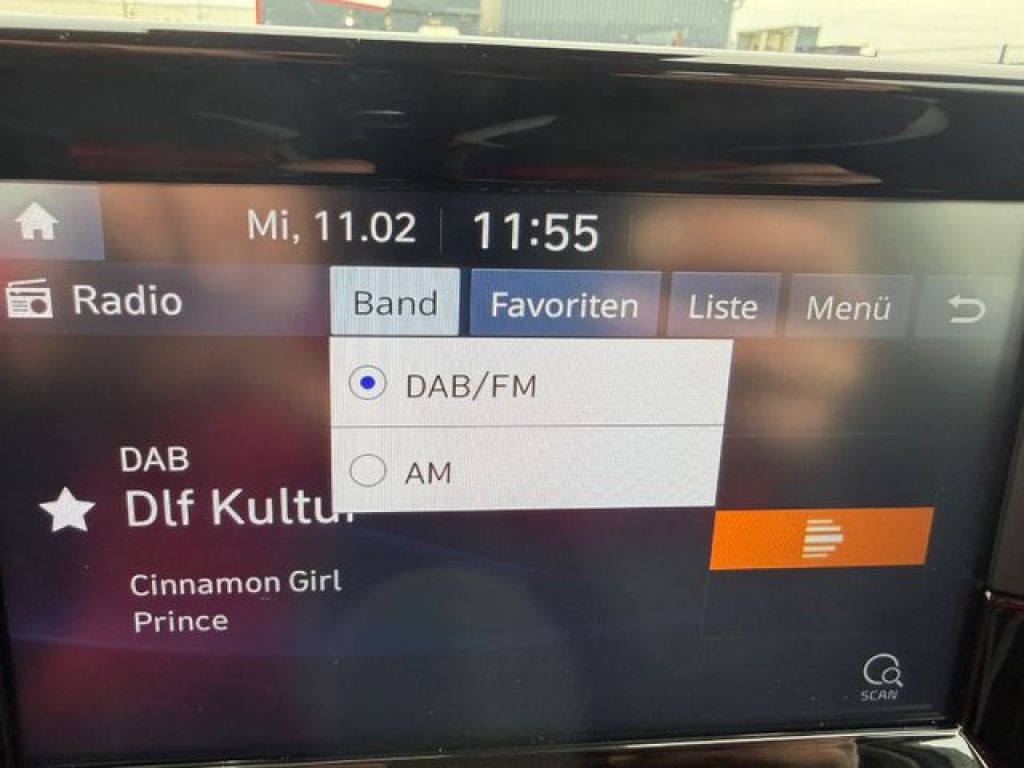 Mi, 11.02 11:55
Radio Band Favoriten Liste Menü
DAB/FM
AM
DAB
Dlf Kultur
Cinnamon Girl
Prince
SCAN